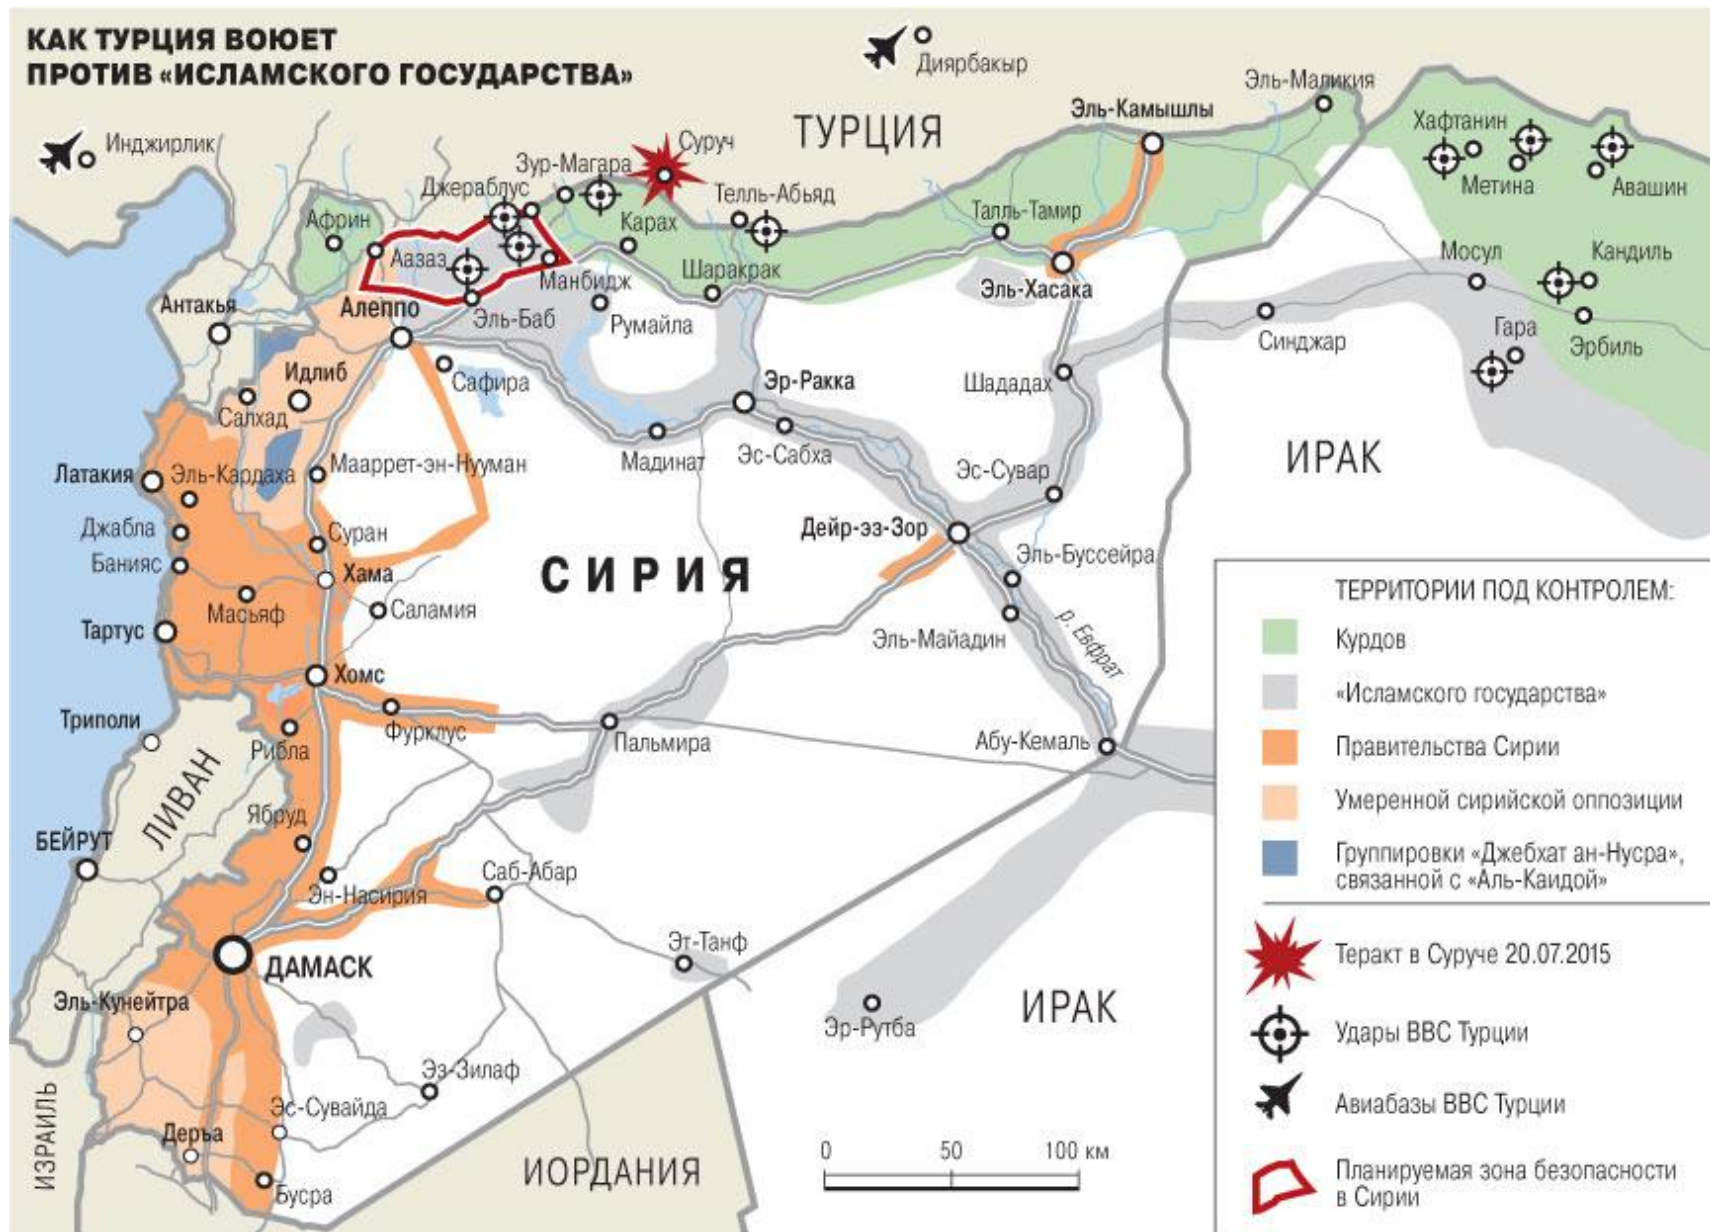 КАК ТУРЦИЯ ВОЮЕТ
ПРОТИВ «ИСЛАМСКОГО ГОСУДАРСТВА»
Диярбакыр
Инджирлик
ТУРЦИЯ
Суруч
Зур-Магара
Джераблус
Телль-Абъяд
Эль-Камышлы
Эль-Маликия
Хафтанин
Метина
Авашин
Африн
Карах
Талль-Тамир
Аазаз
Манбидж
Шаракрак
Эль-Хасака
Мосул
Кандиль
Антакья
Алеппо
Эль-Баб
Румайла
Синджар
Гара
Эрбиль
Идлиб
Сафира
Эр-Ракка
Шададах
Салхад
Мадинат
Эс-Сабха
ИРАК
Латакия
Эль-Кардаха
Мааррет-эн-Нууман
Эс-Сувар
Джабла
Суран
Дейр-эз-Зор
Банияс
Хама
СИРИЯ
Эль-Буссейра
Масьяф
Саламия
Тартус
Эль-Майадин
р. Евфрат
Хомс
Триполи
Рибла
Фурклус
Пальмира
Абу-Кемаль
ЛИВАН
Ябруд
БЕЙРУТ
Эн-Насирия
Саб-Абар
Эт-Танф
ДАМАСК
Эль-Кунейтра
Эр-Рутба
ИРАК
Эз-Зилаф
Эс-Сувайда
ИЗРАИЛЬ
Деръа
Бусра
ИОРДАНИЯ
0 50 100 км
ТЕРРИТОРИИ ПОД КОНТРОЛЕМ:
Курдов
«Исламского государства»
Правительства Сирии
Умеренной сирийской оппозиции
Группировки «Джебхат ан-Нусра»,
связанной с «Аль-Каидой»
Теракт в Суруче 20.07.2015
Удары ВВС Турции
Авиабазы ВВС Турции
Планируемая зона безопасности
в Сирии